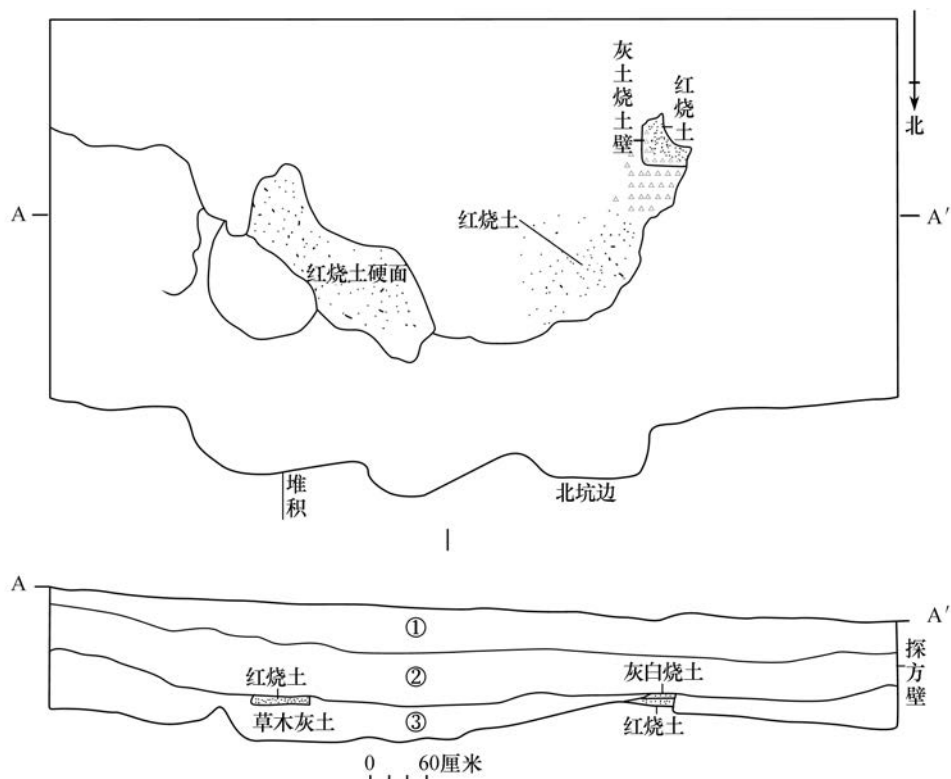 灰土烧土壁
红烧土
北
A
A′
红烧土
红烧土硬面
堆积
北坑边
A
A′
①
探方壁
②
红烧土
灰白烧土
草木灰土
③
红烧土
0 60厘米